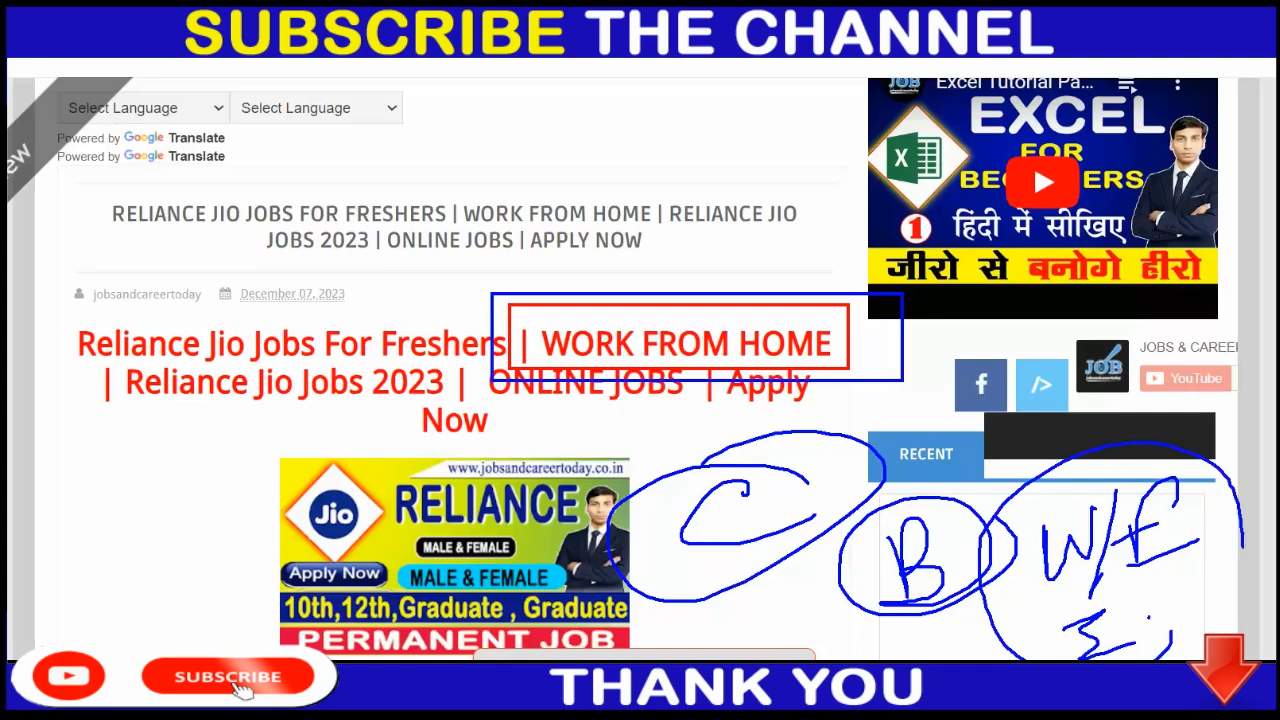 SUBSCRIBE THE CHANNEL
Select Language Select Language
Powered by Google Translate
Powered by Google Translate
RELIANCE JIO JOBS FOR FRESHERS | WORK FROM HOME | RELIANCE JIO
JOBS 2023 | ONLINE JOBS | APPLY NOW
jobsandcareertoday December 07, 2023
Reliance Jio Jobs For Freshers | WORK FROM HOME
| Reliance Jio Jobs 2023 | ONLINE JOBS | Apply
Now
www.jobsandcareertoday.co.in
Jio
RELIANCE
MALE & FEMALE
Apply Now
MALE & FEMALE
10th,12th,Graduate , Graduate
PERMANENT JOB
JOB
Excel Tutorial Pa...
EXCEL
X
FOR
1 हिंदी में सीखिए
जीरो से बनोगे हीरो
JOBS & CAREE
JOB
YouTube
f
RECENT
C
B
SUBSCRIBE
THANK YOU